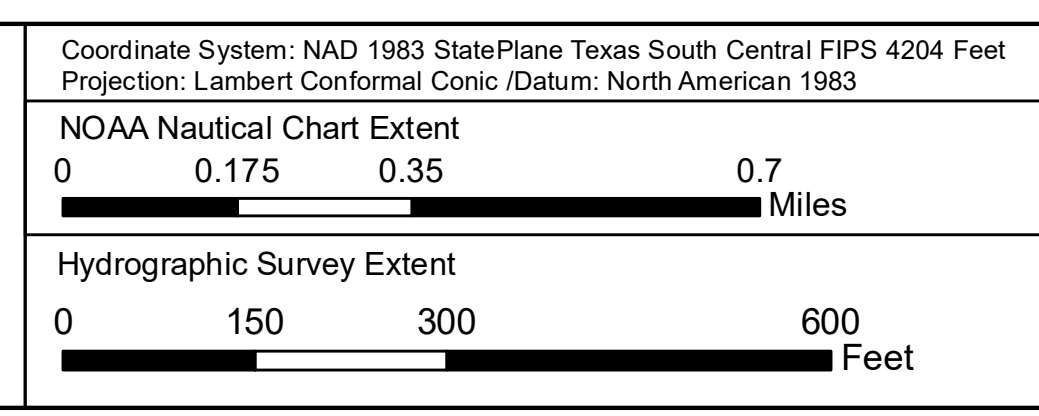 Coordinate System: NAD 1983 StatePlane Texas South Central FIPS 4204 Feet
Projection: Lambert Conformal Conic /Datum: North American 1983
NOAA Nautical Chart Extent
0 0.175 0.35 0.7
Miles
Hydrographic Survey Extent
0 150 300 600
Feet